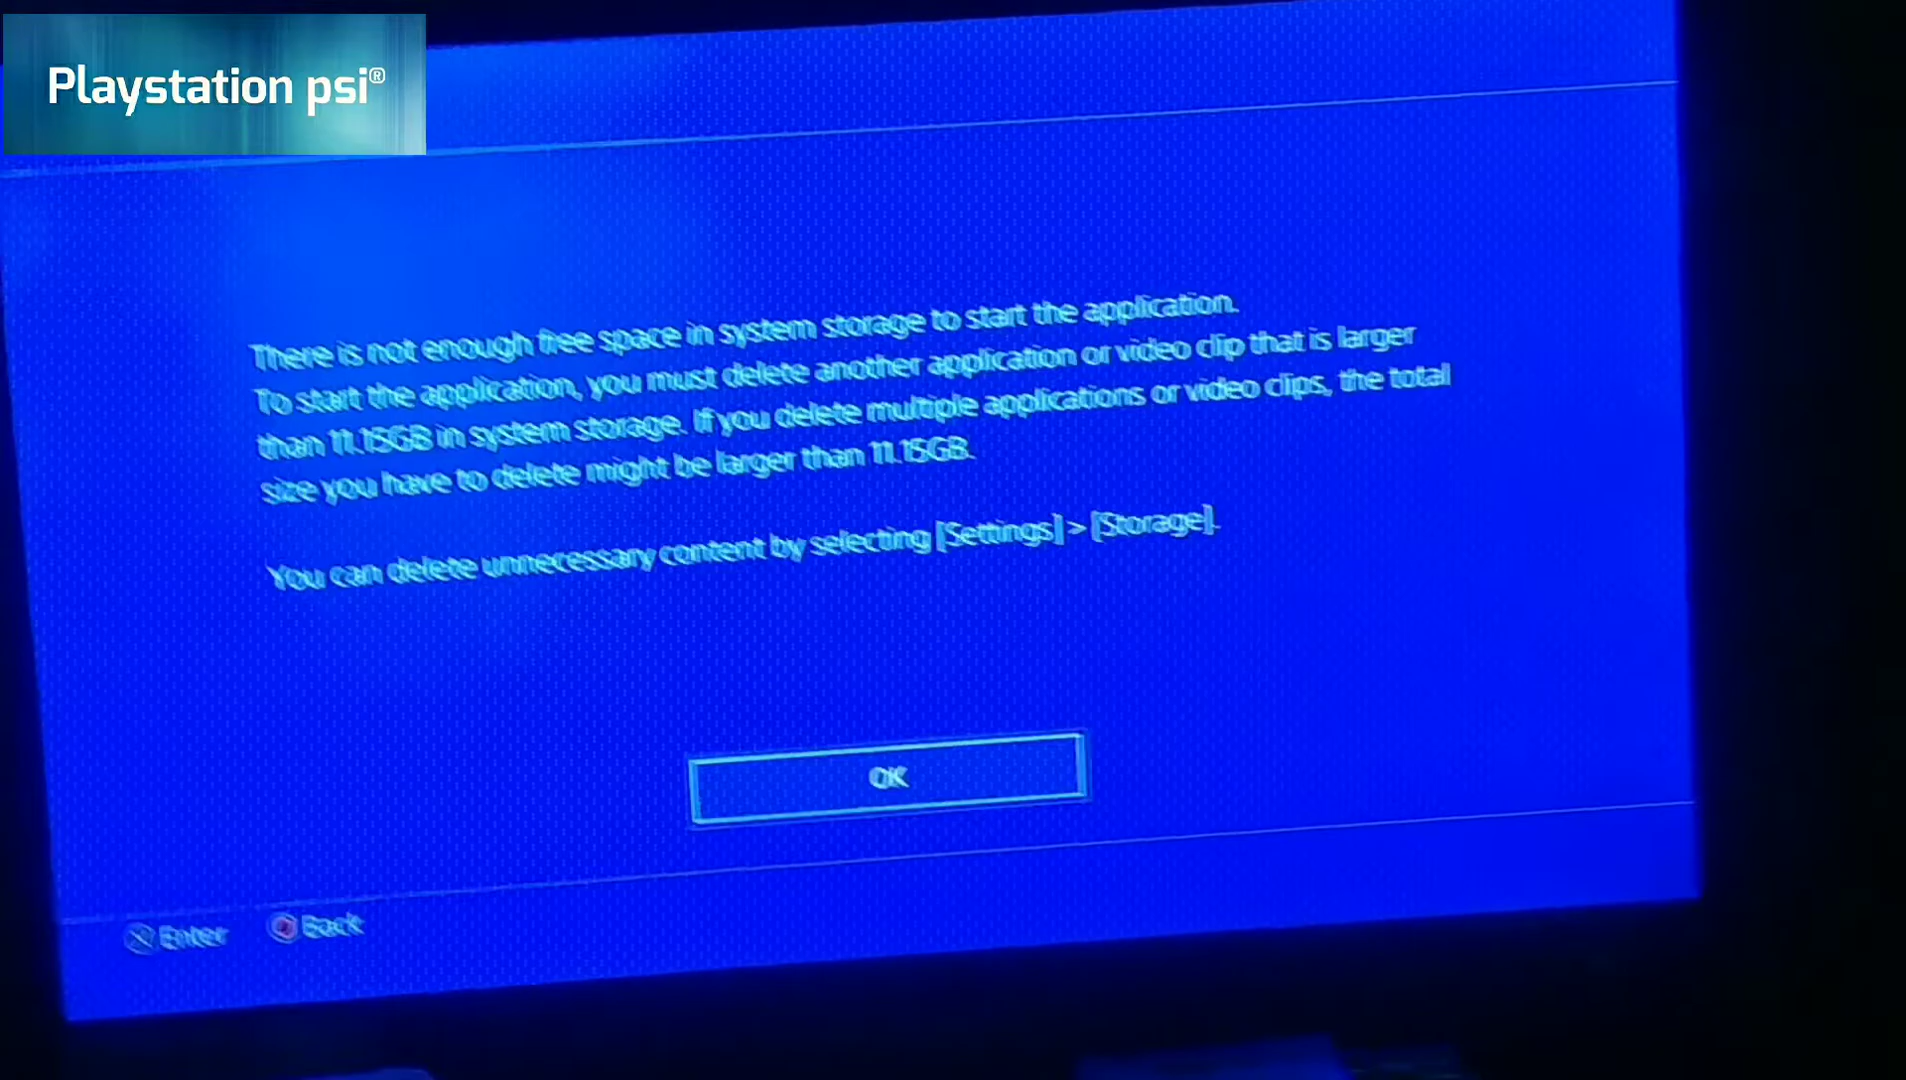 Playstation psi®
There is not enough free space in system storage to start the application.
To start the application, you must delete another application or video clip that is larger
than 11.15GB in system storage. If you delete multiple applications or video clips, the total
size you have to delete might be larger than 11.15GB.
You can delete unnecessary content by selecting [Settings] > [Storage].
OK
Enter Back